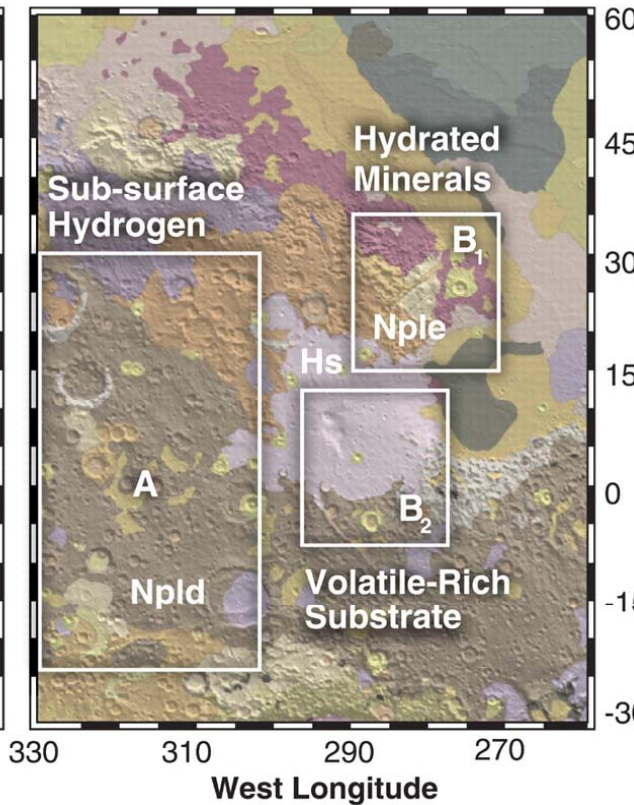 60
45
30
15
0
-15
-30
Hydrated
Minerals
Sub-surface
Hydrogen
B1
Nple
Hs
A
B2
Npld
Volatile-Rich
Substrate
330
310
290
270
West Longitude